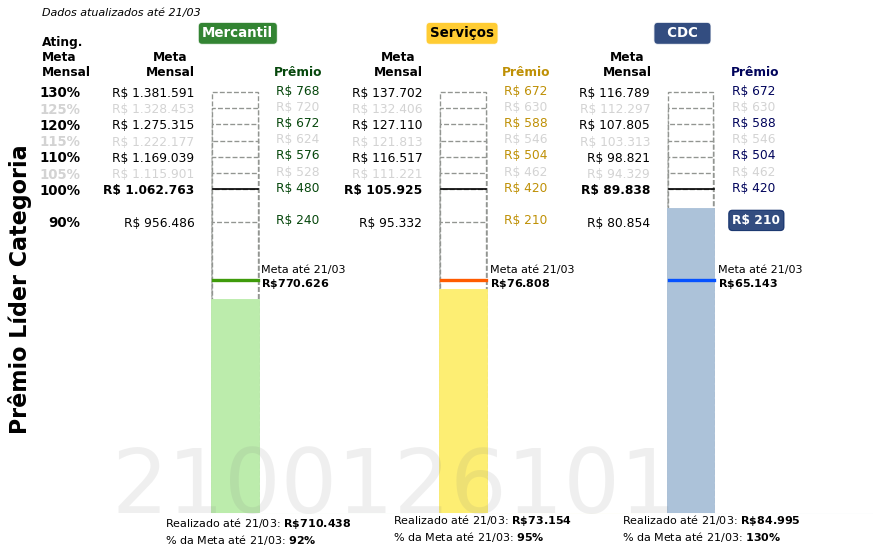 Dados atualizados até 21/03
Mercantil Serviços CDC
Ating.
Meta Meta Meta Meta
Mensal Mensal Prêmio Mensal Prêmio Mensal Prêmio
130% R$ 1.381.591 R$ 768 R$ 137.702 R$ 672 R$ 116.789 R$ 672
125% R$ 1.328.453 R$ 720 R$ 132.406 R$ 630 R$ 112.297 R$ 630
120% R$ 1.275.315 R$ 672 R$ 127.110 R$ 588 R$ 107.805 R$ 588
115% R$ 1.222.177 R$ 624 R$ 121.813 R$ 546 R$ 103.313 R$ 546
110% R$ 1.169.039 R$ 576 R$ 116.517 R$ 504 R$ 98.821 R$ 504
105% R$ 1.115.901 R$ 528 R$ 111.221 R$ 462 R$ 94.329 R$ 462
100% R$ 1.062.763 R$ 480 R$ 105.925 R$ 420 R$ 89.838 R$ 420
90% R$ 956.486 R$ 240 R$ 95.332 R$ 210 R$ 80.854 R$ 210
Meta até 21/03 Meta até 21/03 Meta até 21/03
R$770.626 R$76.808 R$65.143
Prêmio Líder Categoria
2100126101
Realizado até 21/03: R$710.438 Realizado até 21/03: R$73.154 Realizado até 21/03: R$84.995
% da Meta até 21/03: 92% % da Meta até 21/03: 95% % da Meta até 21/03: 130%